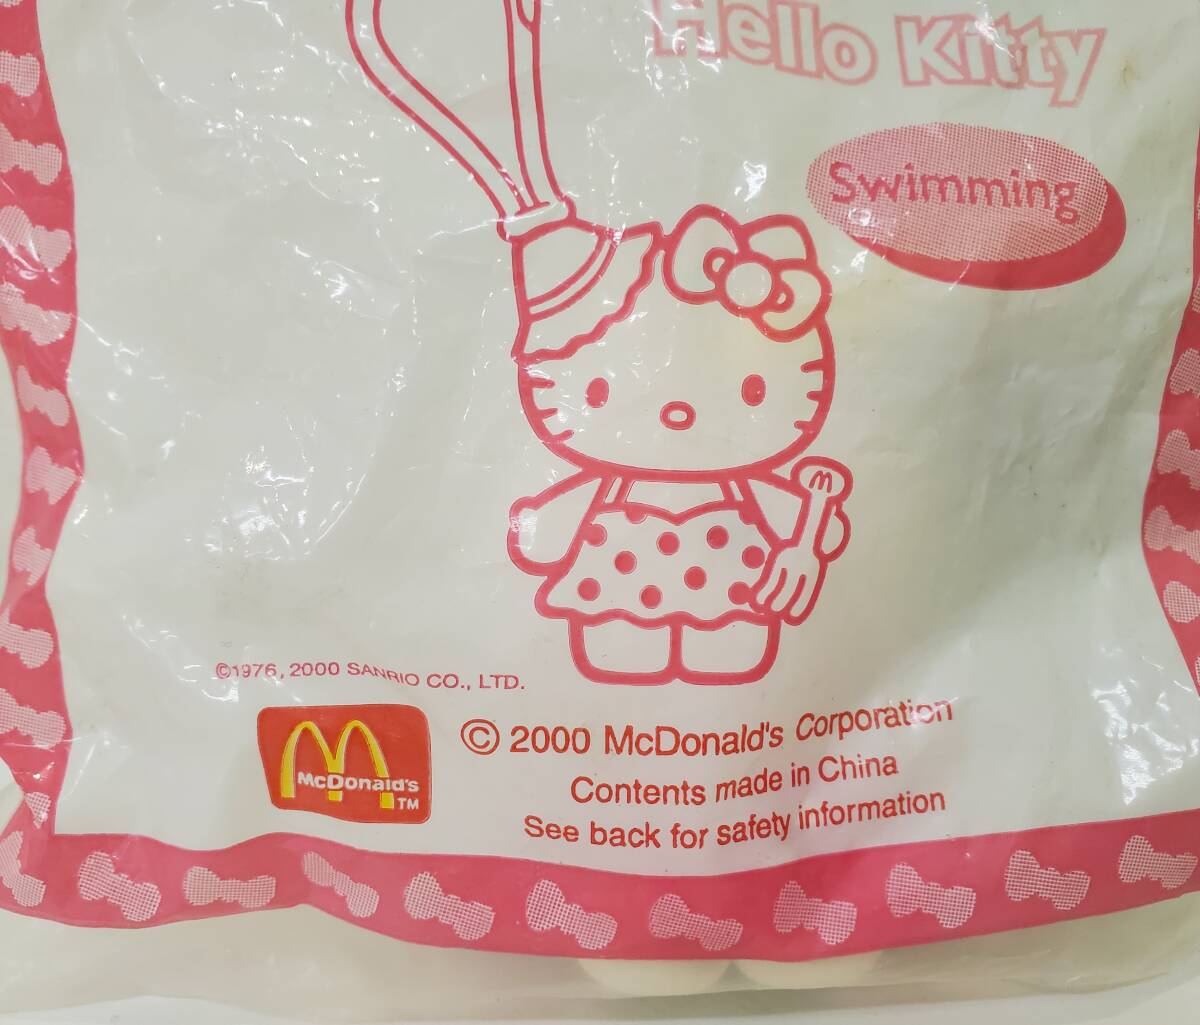 Hello Kitty
Swimming
M
©1976, 2000 SANRIO CO., LTD.
McDonald's
TM
© 2000 McDonald's Corporation
Contents made in China
See back for safety information